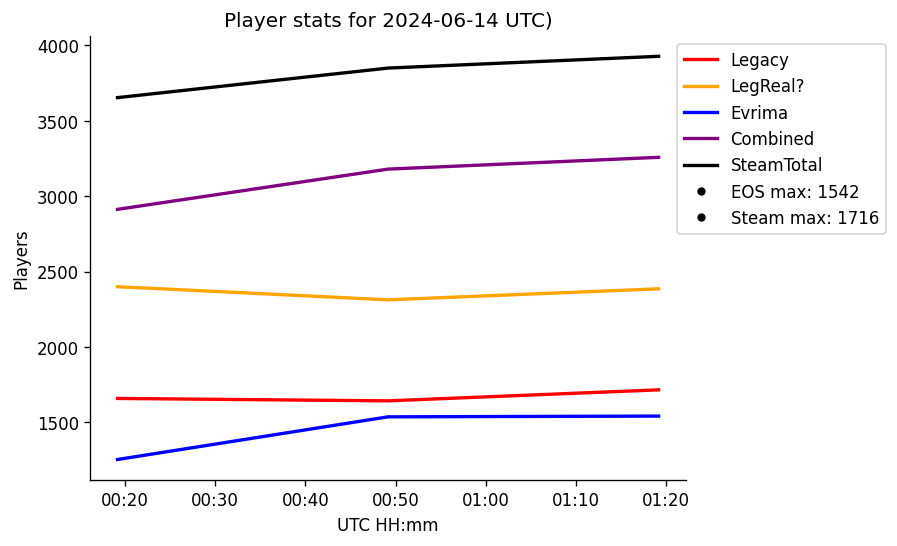 Player stats for 2024-06-14 UTC)
4000
3500
3000
2500
2000
1500
Players
00:20 00:30 00:40 00:50 01:00 01:10 01:20
UTC HH:mm
Legacy
LegReal?
Evrima
Combined
SteamTotal
EOS max: 1542
Steam max: 1716